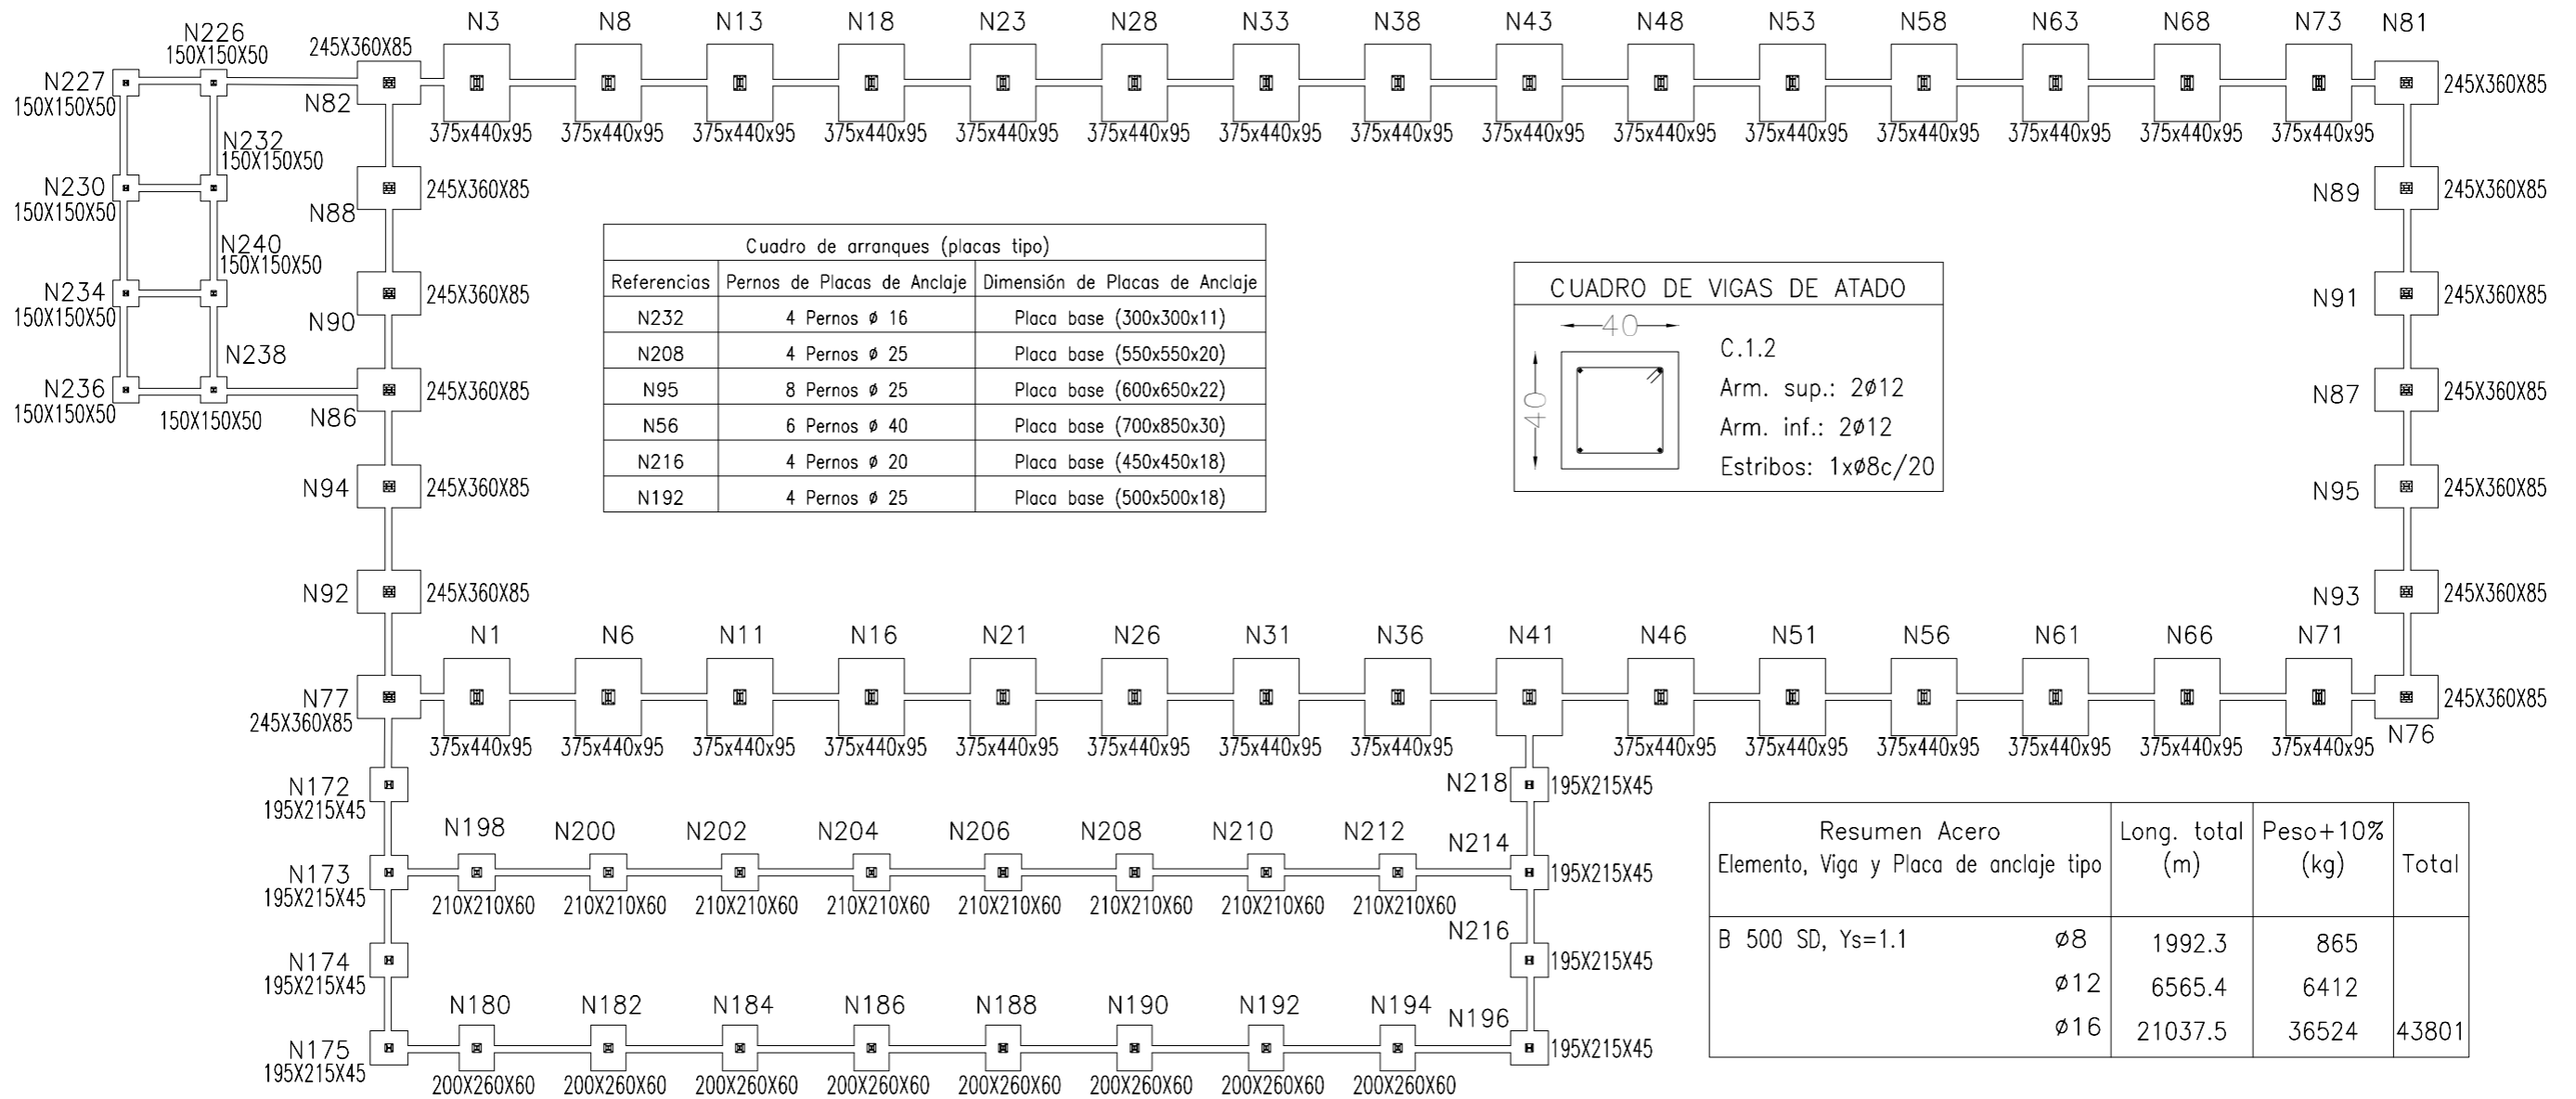 N3 N8 N13 N18 N23 N28 N33 N38 N43 N48 N53 N58 N63 N68 N73 N81
N226
150X150X50
245X360X85
N227
150X150X50
N82
245X360X85
375x440x95 375x440x95 375x440x95 375x440x95 375x440x95 375x440x95 375x440x95 375x440x95 375x440x95 375x440x95 375x440x95 375x440x95 375x440x95 375x440x95 375x440x95
N232
150X150X50
N230
150X150X50
N88
245X360X85
N89
245X360X85
N240
150X150X50
N234
150X150X50
N90
245X360X85
N91
245X360X85
N238
N236
150X150X50
150X150X50
N86
245X360X85
N87
245X360X85
N94
245X360X85
N95
245X360X85
N92
245X360X85
N93
245X360X85
Cuadro de arranques (placas tipo)
Referencias Pernos de Placas de Anclaje Dimensión de Placas de Anclaje
N232 4 Pernos ø 16 Placa base (300x300x11)
N208 4 Pernos ø 25 Placa base (550x550x20)
N95 8 Pernos ø 25 Placa base (600x650x22)
N56 6 Pernos ø 40 Placa base (700x850x30)
N216 4 Pernos ø 20 Placa base (450x450x18)
N192 4 Pernos ø 25 Placa base (500x500x18)
CUADRO DE VIGAS DE ATADO
40
40
C.1.2
Arm. sup.: 2ø12
Arm. inf.: 2ø12
Estribos: 1xø8c/20
N1 N6 N11 N16 N21 N26 N31 N36 N41 N46 N51 N56 N61 N66 N71
N77
245X360X85
245X360X85
N76
375x440x95 375x440x95 375x440x95 375x440x95 375x440x95 375x440x95 375x440x95 375x440x95 375x440x95 375x440x95 375x440x95 375x440x95 375x440x95 375x440x95
N172
195X215X45
N218
195X215X45
N198 N200 N202 N204 N206 N208 N210 N212 N214
N173
195X215X45
195X215X45
210X210X60 210X210X60 210X210X60 210X210X60 210X210X60 210X210X60 210X210X60 210X210X60
N174
195X215X45
N216
195X215X45
N180 N182 N184 N186 N188 N190 N192 N194 N196
N175
195X215X45
195X215X45
200X260X60 200X260X60 200X260X60 200X260X60 200X260X60 200X260X60 200X260X60 200X260X60
Resumen Acero
Elemento, Viga y Placa de anclaje tipo
Long. total
(m)
Peso+10%
(kg)
Total
B 500 SD, Ys=1.1 ø8 1992.3 865
ø12 6565.4 6412
ø16 21037.5 36524 43801